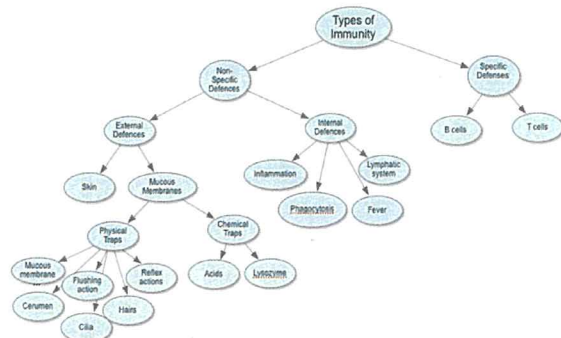 Types of
Immunity
Non-
Specific
Defences
Specific
Defenses
External
Defences
Internal
Defences
B cells
T cells
Skin
Mucous
Membranes
Inflammation
Lymphatic
system
Phagocytosis
Fever
Physical
Traps
Chemical
Traps
Mucous
membrane
Flushing
action
Reflex
actions
Acids
Lysozyme
Cerumen
Hairs
Cilia